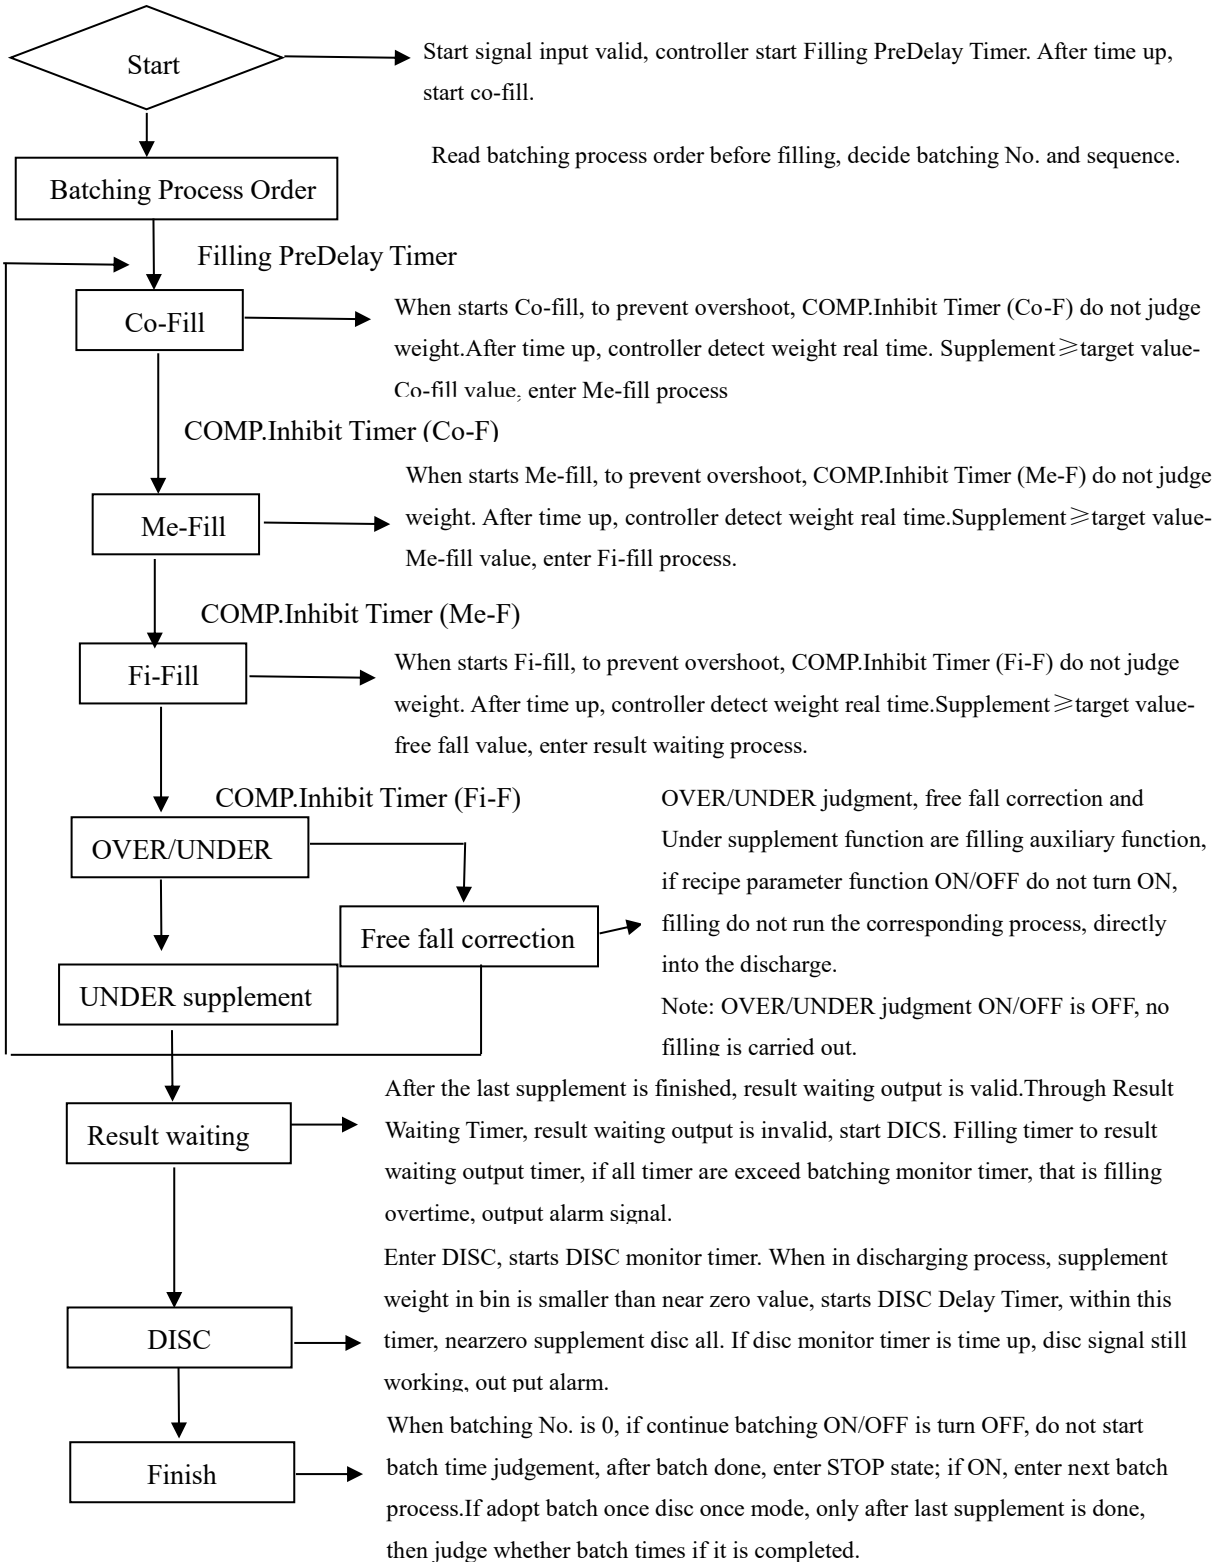 Start
Start signal input valid, controller start Filling PreDelay Timer. After time up,
start co-fill.
Read batching process order before filling, decide batching No. and sequence.
Batching Process Order
Filling PreDelay Timer
Co-Fill
When starts Co-fill, to prevent overshoot, COMP.Inhibit Timer (Co-F) do not judge
weight.After time up, controller detect weight real time. Supplement≥target value-
Co-fill value, enter Me-fill process
COMP.Inhibit Timer (Co-F)
Me-Fill
When starts Me-fill, to prevent overshoot, COMP.Inhibit Timer (Me-F) do not judge
weight. After time up, controller detect weight real time.Supplement≥target value-
Me-fill value, enter Fi-fill process.
COMP.Inhibit Timer (Me-F)
Fi-Fill
When starts Fi-fill, to prevent overshoot, COMP.Inhibit Timer (Fi-F) do not judge
weight. After time up, controller detect weight real time.Supplement≥target value-
free fall value, enter result waiting process.
COMP.Inhibit Timer (Fi-F)
OVER/UNDER
Free fall correction
UNDER supplement
OVER/UNDER judgment, free fall correction and
Under supplement function are filling auxiliary function,
if recipe parameter function ON/OFF do not turn ON,
filling do not run the corresponding process, directly
into the discharge.
Note: OVER/UNDER judgment ON/OFF is OFF, no
filling is carried out.
Result waiting
After the last supplement is finished, result waiting output is valid.Through Result
Waiting Timer, result waiting output is invalid, start DICS. Filling timer to result
waiting output timer, if all timer are exceed batching monitor timer, that is filling
overtime, output alarm signal.
DISC
Enter DISC, starts DISC monitor timer. When in discharging process, supplement
weight in bin is smaller than near zero value, starts DISC Delay Timer, within this
timer, nearzero supplement disc all. If disc monitor timer is time up, disc signal still
working, out put alarm.
Finish
When batching No. is 0, if continue batching ON/OFF is turn OFF, do not start
batch time judgement, after batch done, enter STOP state; if ON, enter next batch
process.If adopt batch once disc once mode, only after last supplement is done,
then judge whether batch times if it is completed.